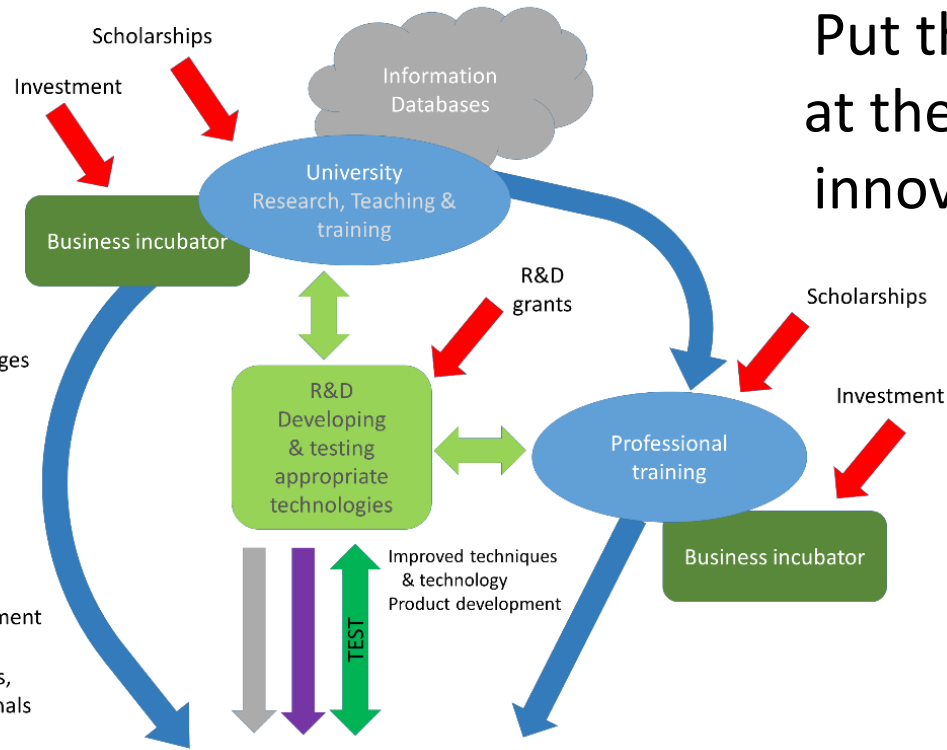 Put th
at the
innov
Scholarships
Investment
Information
Databases
University
Research, Teaching &
training
Business incubator
R&D
grants
Scholarships
Investment
ges
R&D
Developing
& testing
appropriate
technologies
Professional
training
Business incubator
Improved techniques
& technology
Product development
TEST
ment
s,
nals